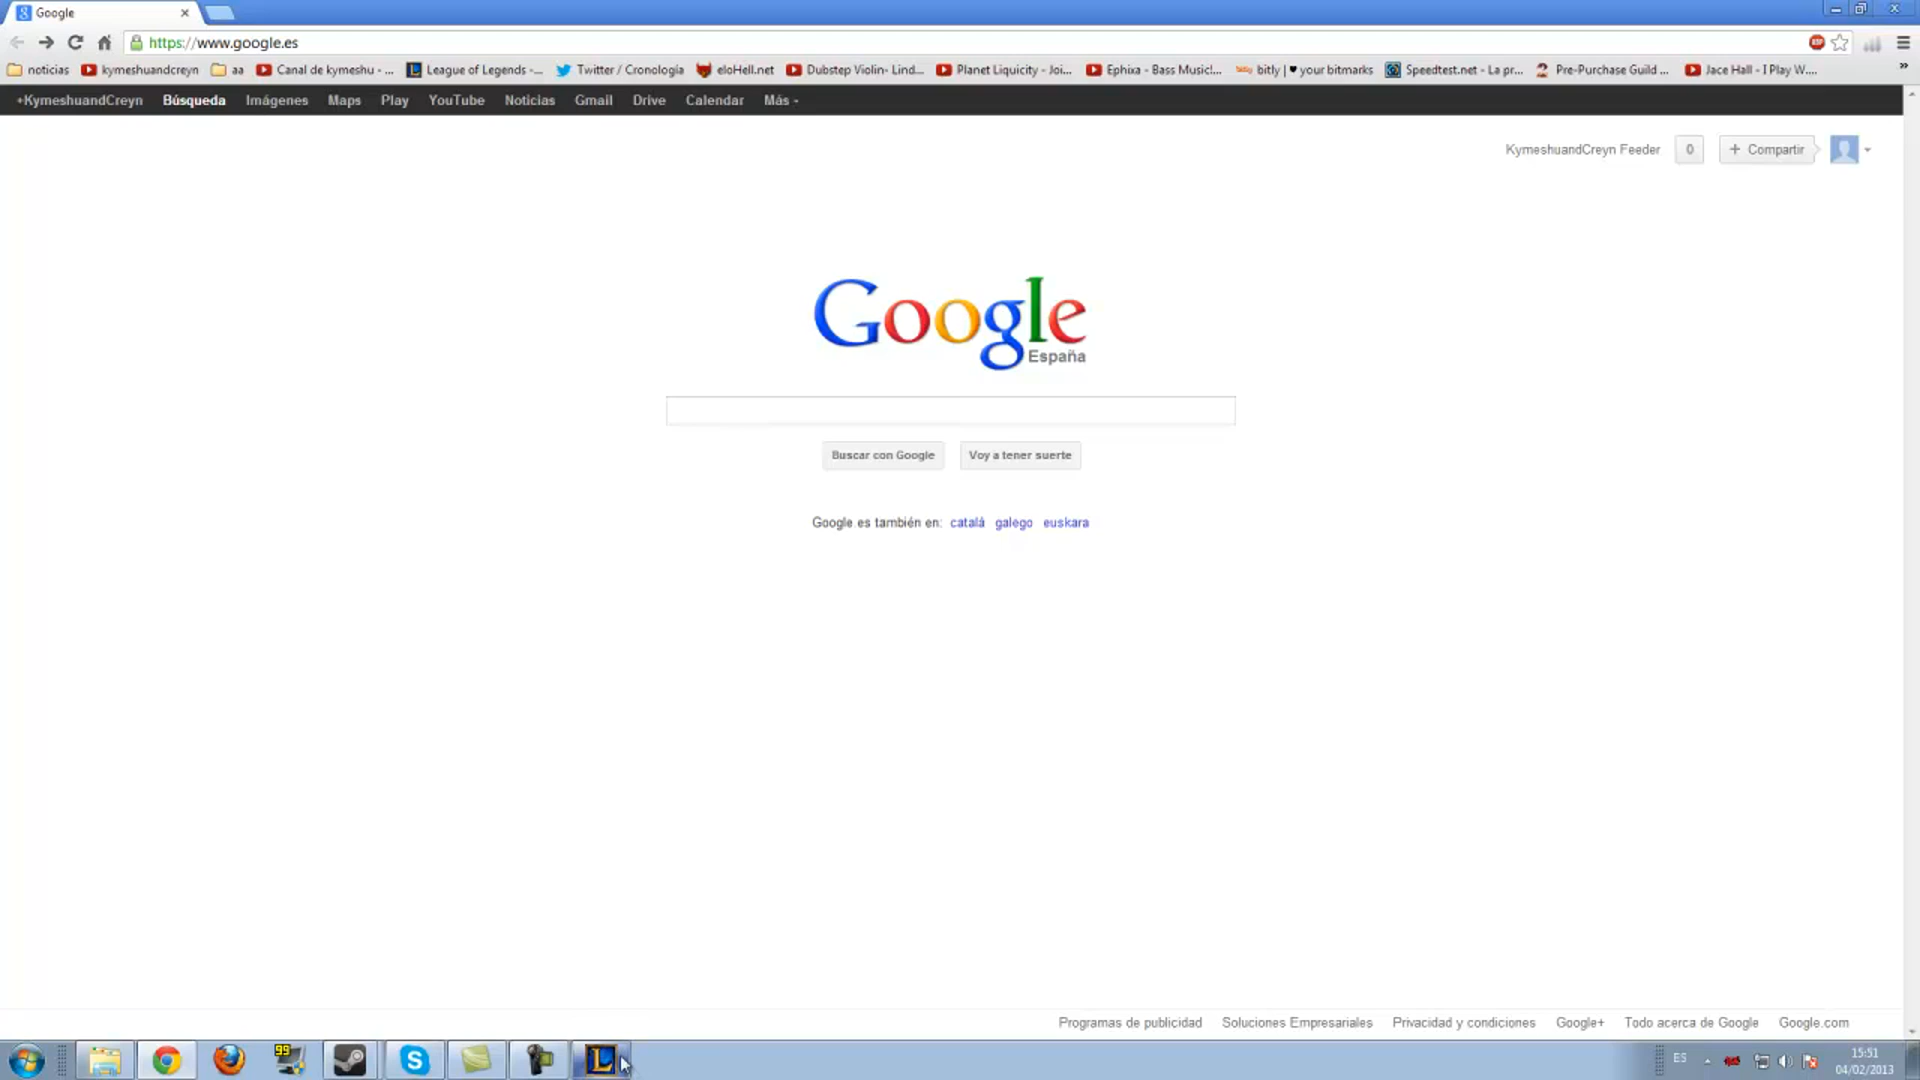 Google
https://www.google.es
noticias kymeshuandcreyn aa Canal de kymeshu - ... League of Legends -... Twitter / Cronología eloHell.net Dubstep Violin- Lind... Planet Liquicity - Joi... Ephixa - Bass Music!... bitly | ♥ your bitmarks Speedtest.net - La pr... Pre-Purchase Guild ... Jace Hall - I Play W.... »
+KymeshuandCreyn Búsqueda Imágenes Maps Play YouTube Noticias Gmail Drive Calendar Más
KymeshuandCreyn Feeder 0 + Compartir
Google
España
Buscar con Google Voy a tener suerte
Google.es también en: català galego euskara
Programas de publicidad Soluciones Empresariales Privacidad y condiciones Google+ Todo acerca de Google Google.com
99 S L ES 15:51
04/02/2013